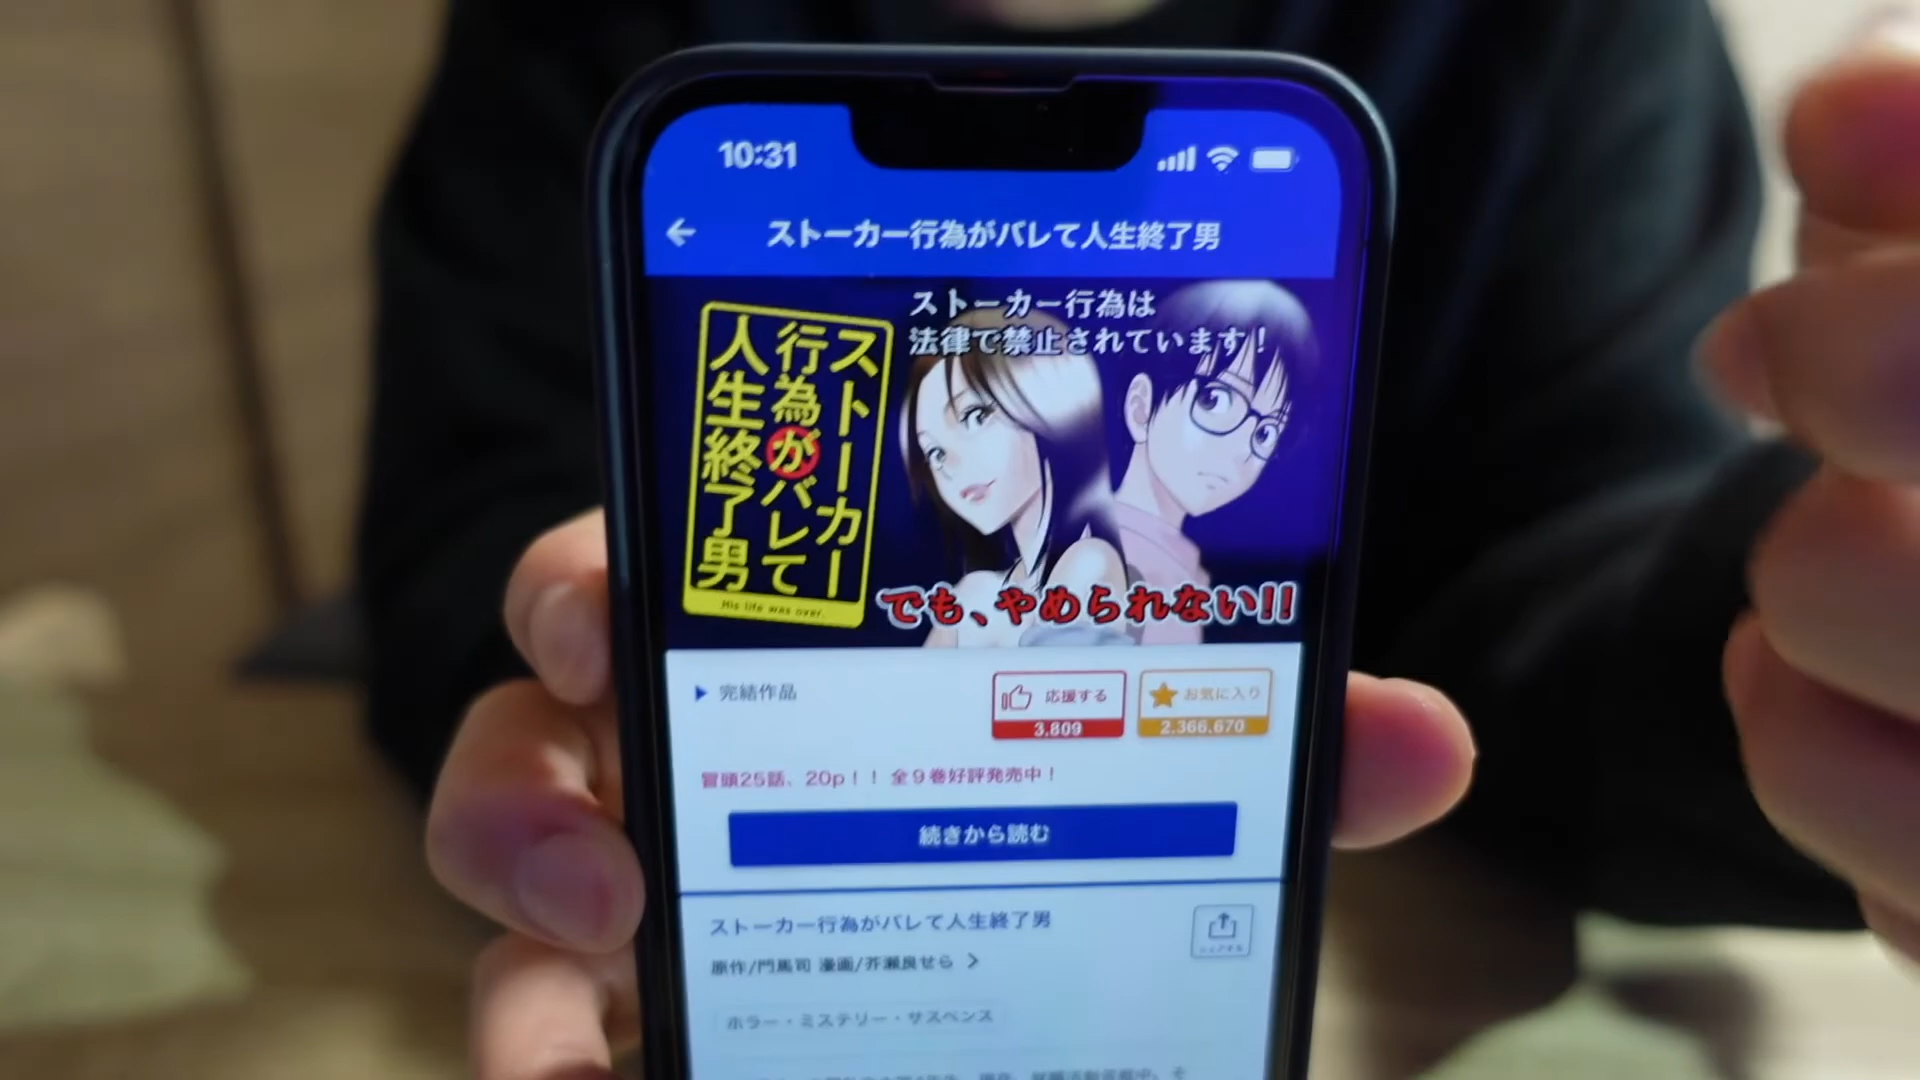 10:31
ストーカー行為がバレて人生終了男
ストーカー行為は
法律で禁止されています！
ストーカー
行為がバレて
人生終了男
His life was over.
でも、やめられない!!
完結作品
応援する
3,809
お気に入り
2,366,670
冒頭25話、20p！！ 全9巻好評発売中！
続きから読む
ストーカー行為がバレて人生終了男
シェアする
原作/門馬司 漫画/芥瀬良せら
ホラー・ミステリー・サスペンス